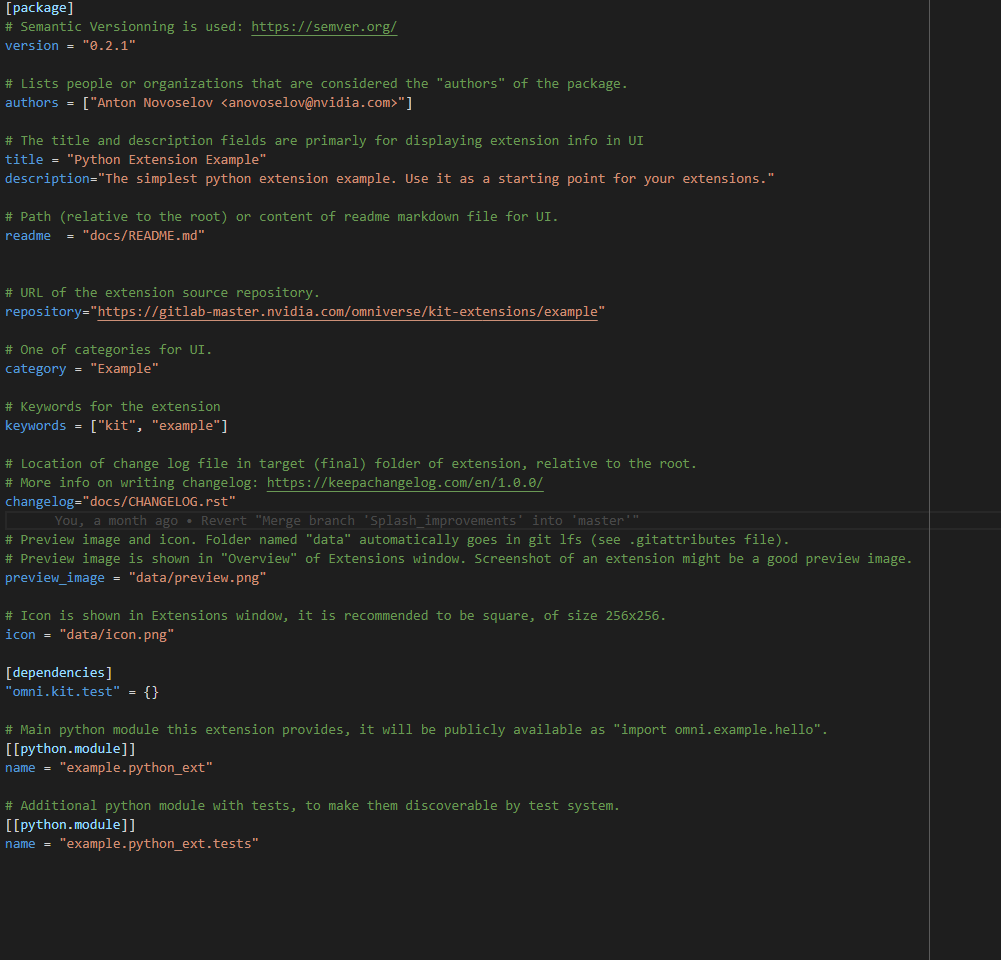 [package]
# Semantic Versionning is used: https://semver.org/
version = "0.2.1"
# Lists people or organizations that are considered the "authors" of the package.
authors = ["Anton Novoselov <anovoselov@nvidia.com>"]
# The title and description fields are primarly for displaying extension info in UI
title = "Python Extension Example"
description="The simplest python extension example. Use it as a starting point for your extensions."
# Path (relative to the root) or content of readme markdown file for UI.
readme  = "docs/README.md"
# URL of the extension source repository.
repository="https://gitlab-master.nvidia.com/omniverse/kit-extensions/example"
# One of categories for UI.
category = "Example"
# Keywords for the extension
keywords = ["kit", "example"]
# Location of change log file in target (final) folder of extension, relative to the root.
# More info on writing changelog: https://keepachangelog.com/en/1.0.0/
changelog="docs/CHANGELOG.rst"
You, a month ago • Revert "Merge branch 'Splash_improvements' into 'master'"
# Preview image and icon. Folder named "data" automatically goes in git lfs (see .gitattributes file).
# Preview image is shown in "Overview" of Extensions window. Screenshot of an extension might be a good preview image.
preview_image = "data/preview.png"
# Icon is shown in Extensions window, it is recommended to be square, of size 256x256.
icon = "data/icon.png"
[dependencies]
"omni.kit.test" = {}
# Main python module this extension provides, it will be publicly available as "import omni.example.hello".
[[python.module]]
name = "example.python_ext"
# Additional python module with tests, to make them discoverable by test system.
[[python.module]]
name = "example.python_ext.tests"